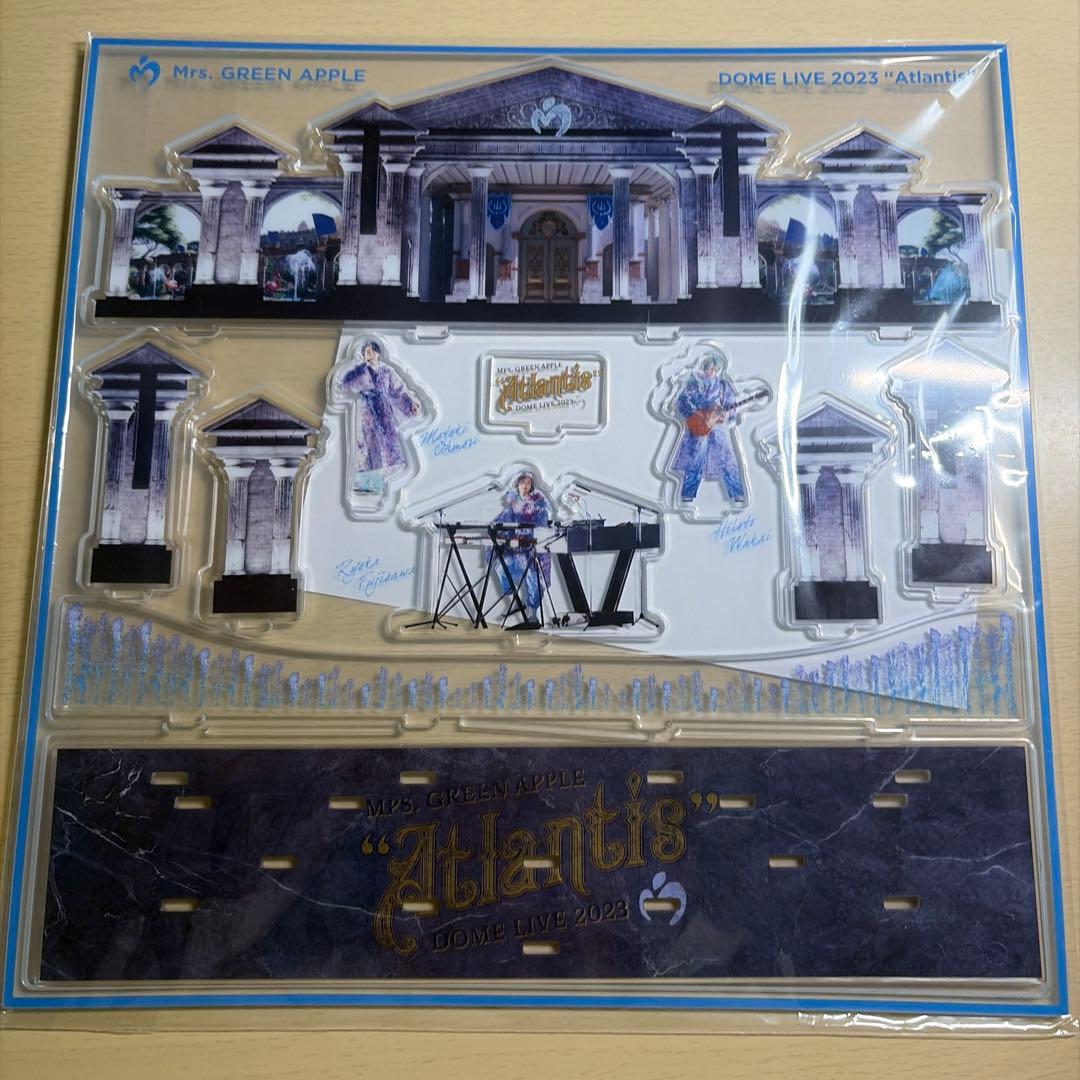 Mrs. GREEN APPLE
DOME LIVE 2023 “Atlantis”
MRS. GREEN APPLE
“Atlantis”
DOME LIVE 2023
Motoki
Ohmori
Hiroto
Wakai
Ryoka
Fujisawa
MRS. GREEN APPLE
“Atlantis”
DOME LIVE 2023